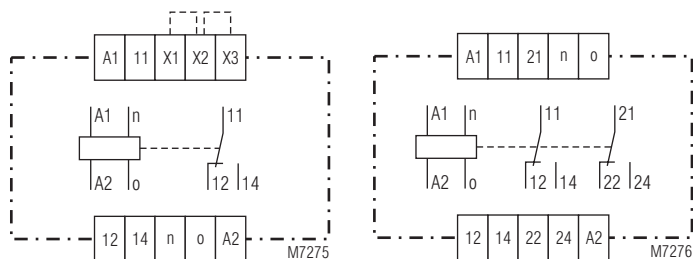 A1 11 X1 X2 X3
A1 n 11
A2 o 12 14
12 14 n o A2
M7275
A1 11 21 n o
A1 n 11 21
A2 o 12 14 22 24
12 14 22 24 A2
M7276